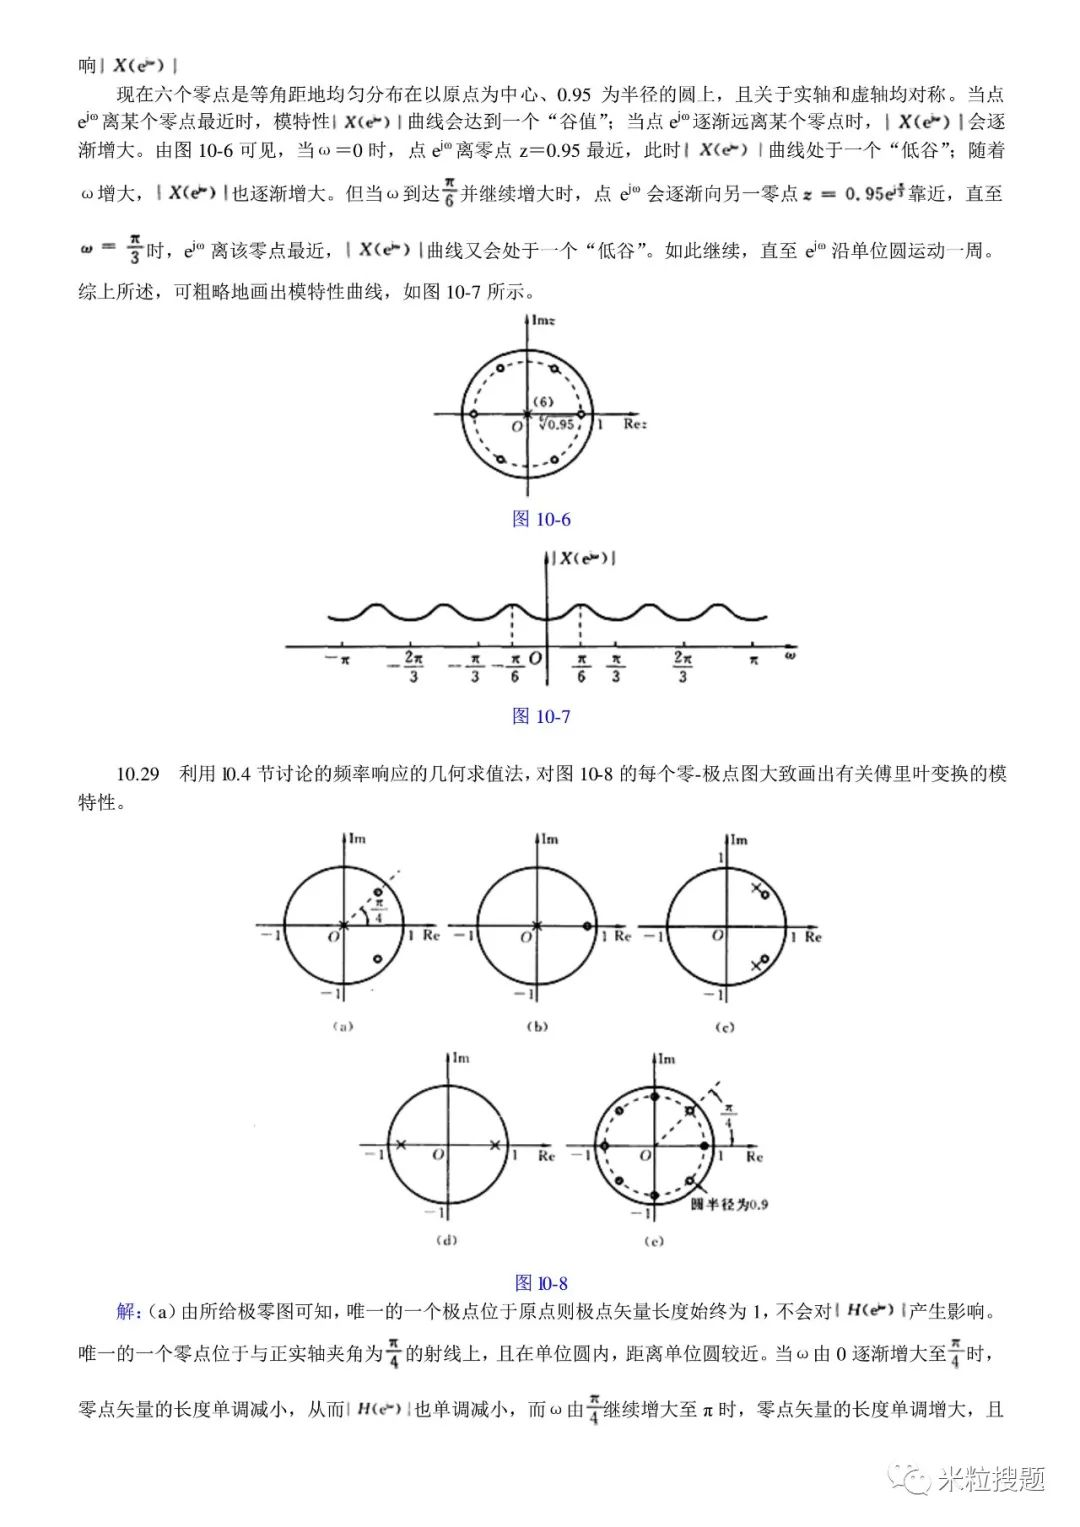 响| X(e^jω) |
现在六个零点是等角距地均匀分布在以原点为中心、0.95 为半径的圆上，且关于实轴和虚轴均对称。当点
e^jω 离某个零点最近时，模特性| X(e^jω) |曲线会达到一个“谷值”；当点 e^jω 逐渐远离某个零点时，| X(e^jω) |会逐
渐增大。由图 10-6 可见，当ω＝0 时，点 e^jω 离零点 z＝0.95 最近，此时| X(e^jω) |曲线处于一个“低谷”；随着
ω增大，| X(e^jω) |也逐渐增大。但当ω到达π/6并继续增大时，点 e^jω 会逐渐向另一零点 z = 0.95e^jπ/3 靠近，直至
ω = π/3时，e^jω 离该零点最近，| X(e^jω) |曲线又会处于一个“低谷”。如此继续，直至 e^jω 沿单位圆运动一周。
综上所述，可粗略地画出模特性曲线，如图 10-7 所示。
Imz
(6)
O ⁶√0.95 1 Rez
图 10-6
| X(e^jω) |
-π -2π/3 -π/3 -π/6 O π/6 π/3 2π/3 π ω
图 10-7
10.29 利用 10.4 节讨论的频率响应的几何求值法，对图 10-8 的每个零-极点图大致画出有关傅里叶变换的模
特性。
Im
π/4
-1 O 1 Re
-1
(a)
Im
-1 O 1 Re
-1
(b)
Im
1
-1 O 1 Re
-1
(c)
Im
-1 O 1 Re
-1
(d)
Im
π/4
-1 O 1 Re
圆半径为0.9
-1
(e)
图 10-8
解：（a）由所给极零图可知，唯一的一个极点位于原点则极点矢量长度始终为 1，不会对| H(e^jω) |产生影响。
唯一的一个零点位于与正实轴夹角为π/4的射线上，且在单位圆内，距离单位圆较近。当ω由 0 逐渐增大至π/4时，
零点矢量的长度单调减小，从而| H(e^jω) |也单调减小，而ω由π/4继续增大至π时，零点矢量的长度单调增大，且
米粒搜题